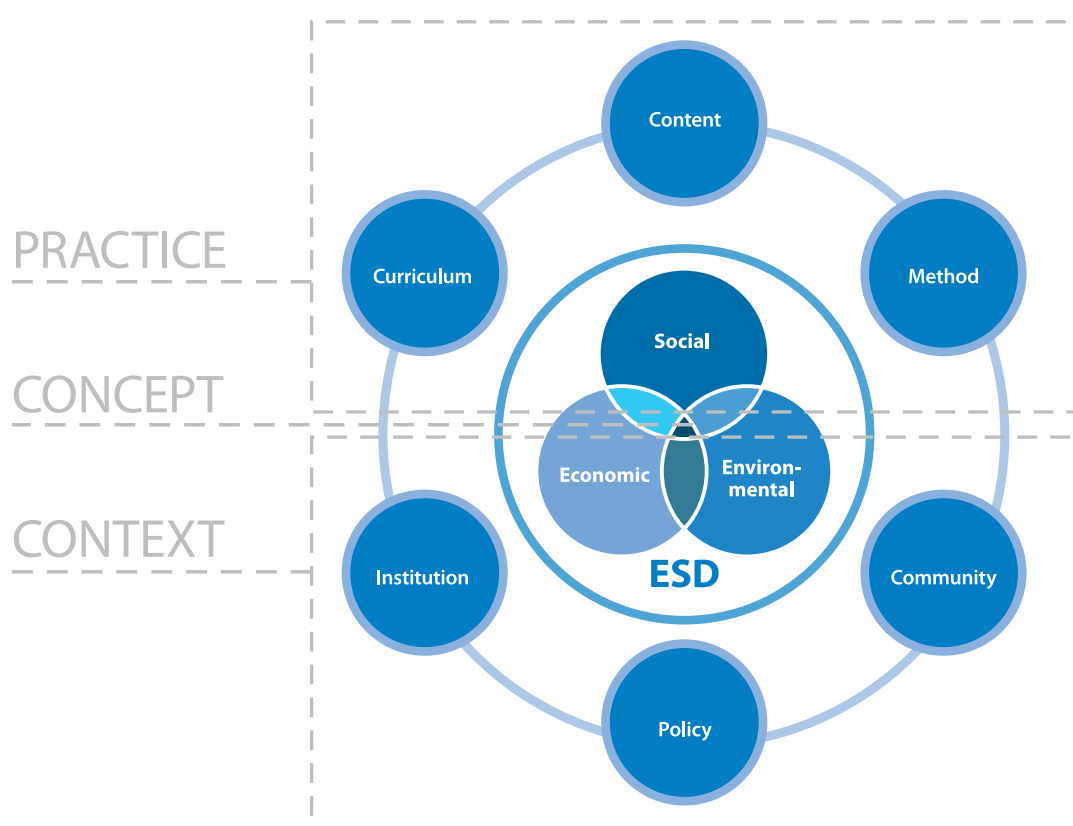 Content
PRACTICE
Curriculum
Method
Social
CONCEPT
Economic
Environ-
mental
CONTEXT
Institution
ESD
Community
Policy